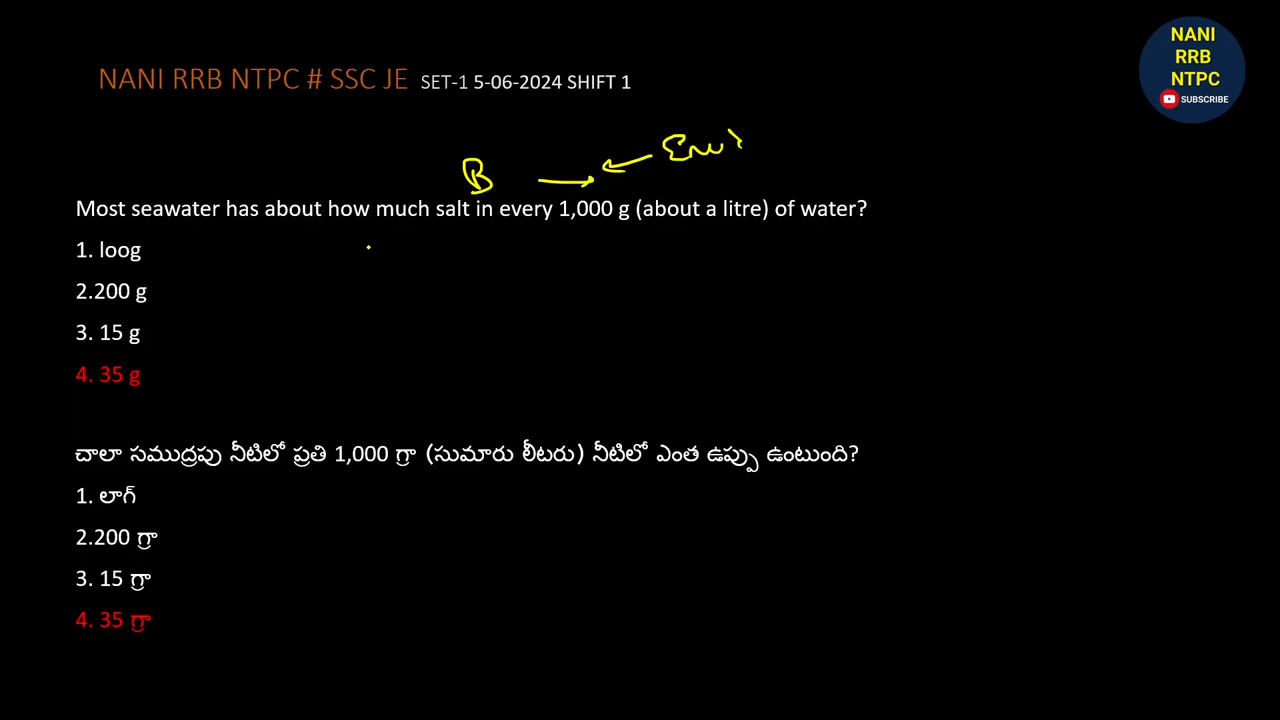 NANI RRB NTPC # SSC JE SET-1 5-06-2024 SHIFT 1
NANI
RRB
NTPC
SUBSCRIBE
B
Most seawater has about how much salt in every 1,000 g (about a litre) of water?
1. loog
2.200 g
3. 15 g
4. 35 g
చాలా సముద్రపు నీటిలో ప్రతి 1,000 గ్రా (సుమారు లీటరు) నీటిలో ఎంత ఉప్పు ఉంటుంది?
1. లాగ్
2.200 గ్రా
3. 15 గ్రా
4. 35 గ్రా